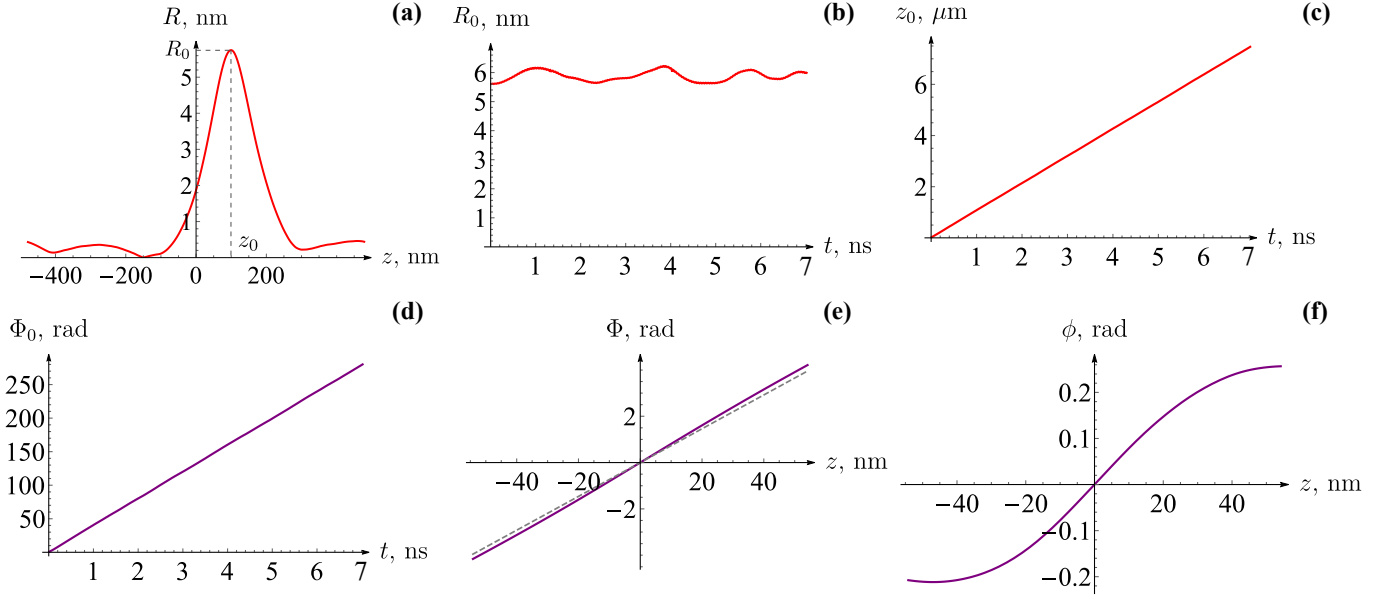 R, nm (a)
R₀
5
4
3
2
1
z₀
−400 −200 0 200 z, nm
R₀, nm (b)
6
5
4
3
2
1
1 2 3 4 5 6 7 t, ns
z₀, μm (c)
6
4
2
1 2 3 4 5 6 7 t, ns
Φ₀, rad (d)
250
200
150
100
50
1 2 3 4 5 6 7 t, ns
Φ, rad (e)
2
−40 −20 20 40 z, nm
−2
ϕ, rad (f)
0.2
0.1
−40 −20 20 40 z, nm
−0.1
−0.2